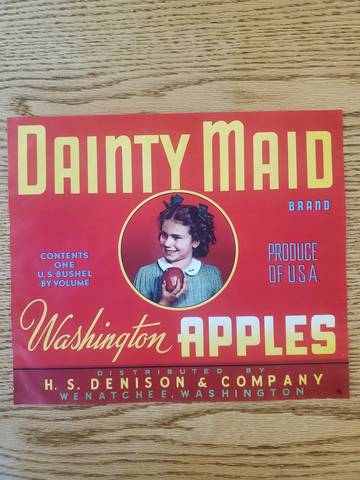 DAINTY MAID
BRAND
CONTENTS
ONE
U.S. BUSHEL
BY VOLUME
PRODUCE
OF U.S.A.
Washington APPLES
DISTRIBUTED BY
H. S. DENISON & COMPANY
WENATCHEE, WASHINGTON